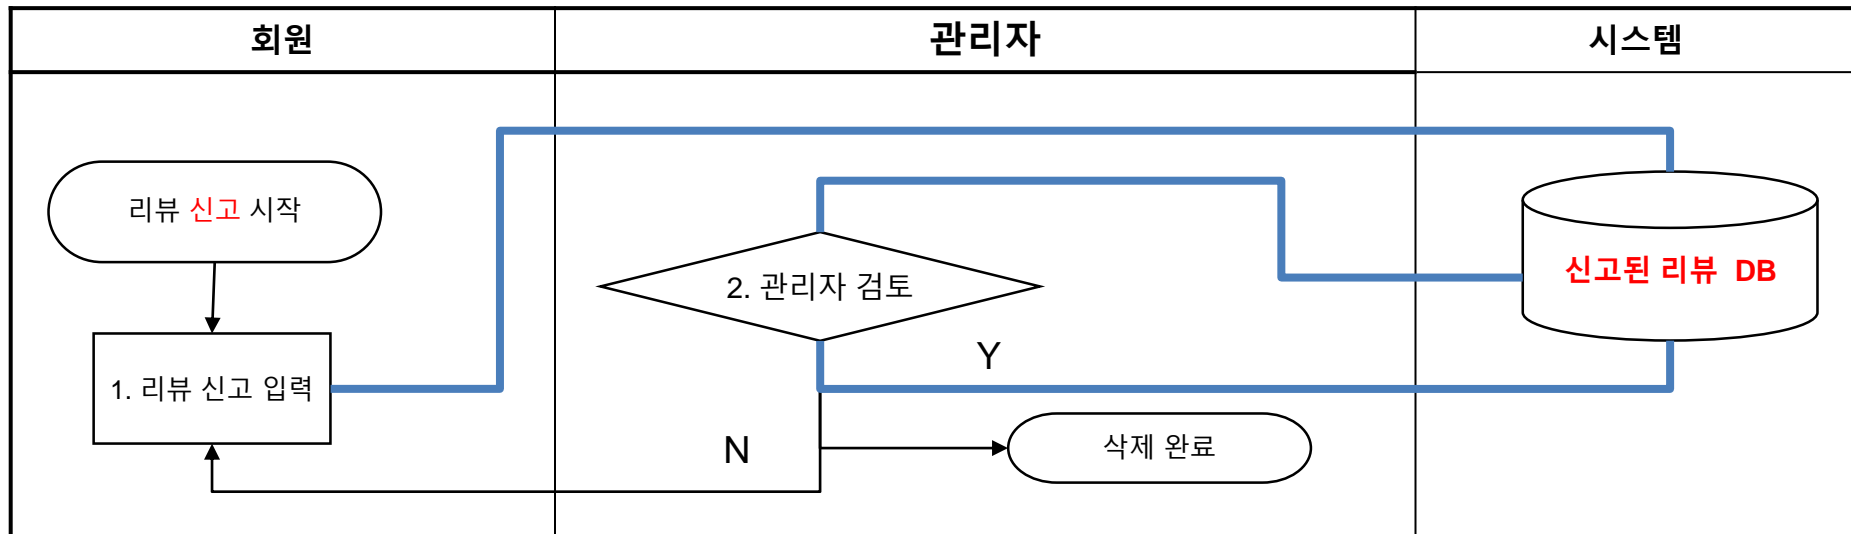 회원
관리자
시스템
리뷰 신고 시작
2. 관리자 검토
신고된 리뷰 DB
Y
1. 리뷰 신고 입력
N
삭제 완료